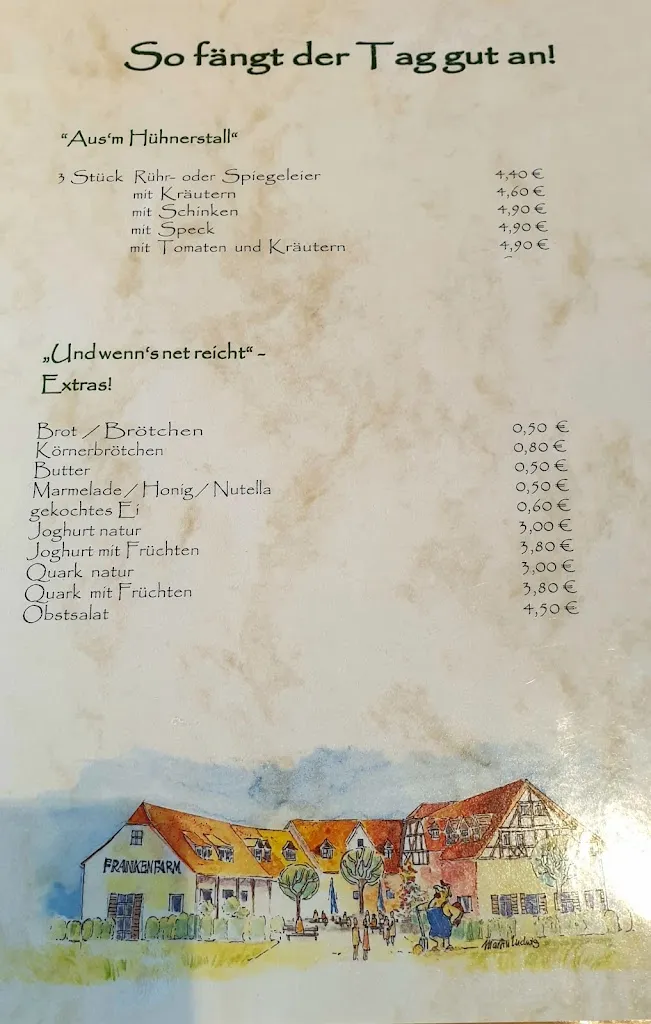 So fängt der Tag gut an!
"Aus'm Hühnerstall"
3 Stück Rühr- oder Spiegeleier 4,40 €
mit Kräutern 4,60 €
mit Schinken 4,90 €
mit Speck 4,90 €
mit Tomaten und Kräutern 4,90 €
„Und wenn's net reicht" -
Extras!
Brot / Brötchen 0,50 €
Körnerbrötchen 0,80 €
Butter 0,50 €
Marmelade / Honig / Nutella 0,50 €
gekochtes Ei 0,60 €
Joghurt natur 3,00 €
Joghurt mit Früchten 3,80 €
Quark natur 3,00 €
Quark mit Früchten 3,80 €
Obstsalat 4,50 €
FRANKENFARM
Martin Ludwig